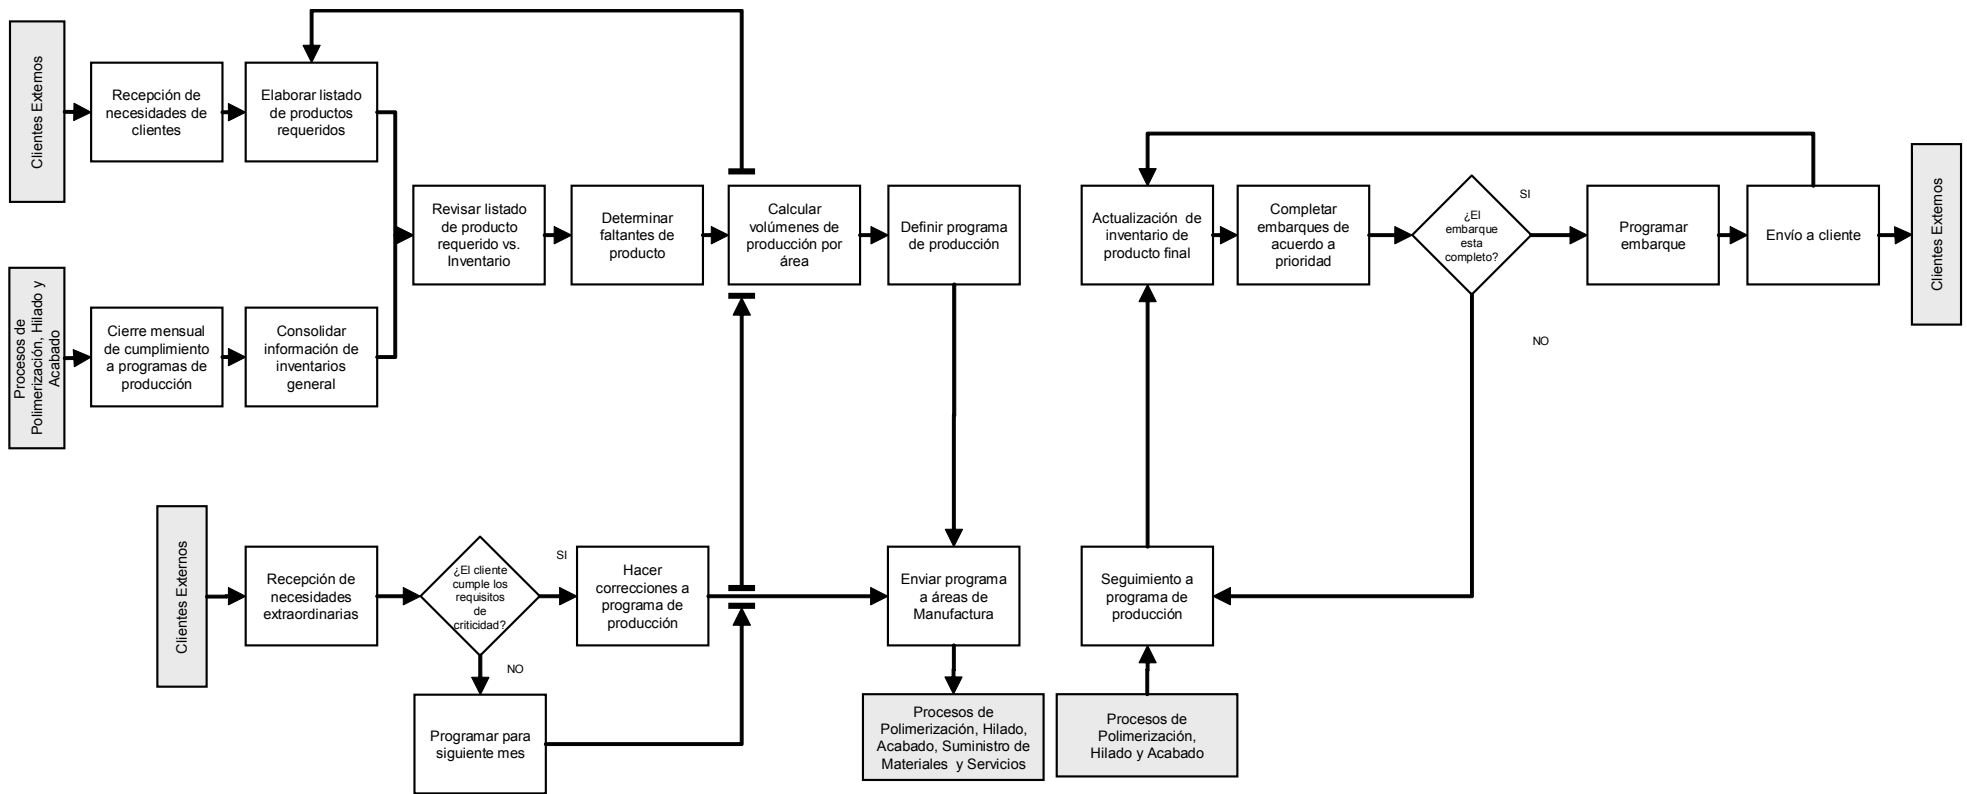 Clientes Externos
Recepción de
necesidades de
clientes
Elaborar listado
de productos
requeridos
Procesos de
Polimerización, Hilado y
Acabado
Cierre mensual
de cumplimiento
a programas de
producción
Consolidar
información de
inventarios
general
Revisar listado
de producto
requerido vs.
Inventario
Determinar
faltantes de
producto
Calcular
volúmenes de
producción por
área
Definir programa
de producción
Clientes Externos
Recepción de
necesidades
extraordinarias
¿El cliente
cumple los
requisitos
de
criticidad?
SI
NO
Hacer
correcciones a
programa de
producción
Programar para
siguiente mes
Enviar programa
a áreas de
Manufactura
Procesos de
Polimerización, Hilado,
Acabado, Suministro de
Materiales y Servicios
Procesos de
Polimerización,
Hilado y Acabado
Seguimiento a
programa de
producción
Actualización de
inventario de
producto final
Completar
embarques de
acuerdo a
prioridad
¿El
embarque
esta
completo?
SI
NO
Programar
embarque
Envío a cliente
Clientes Externos